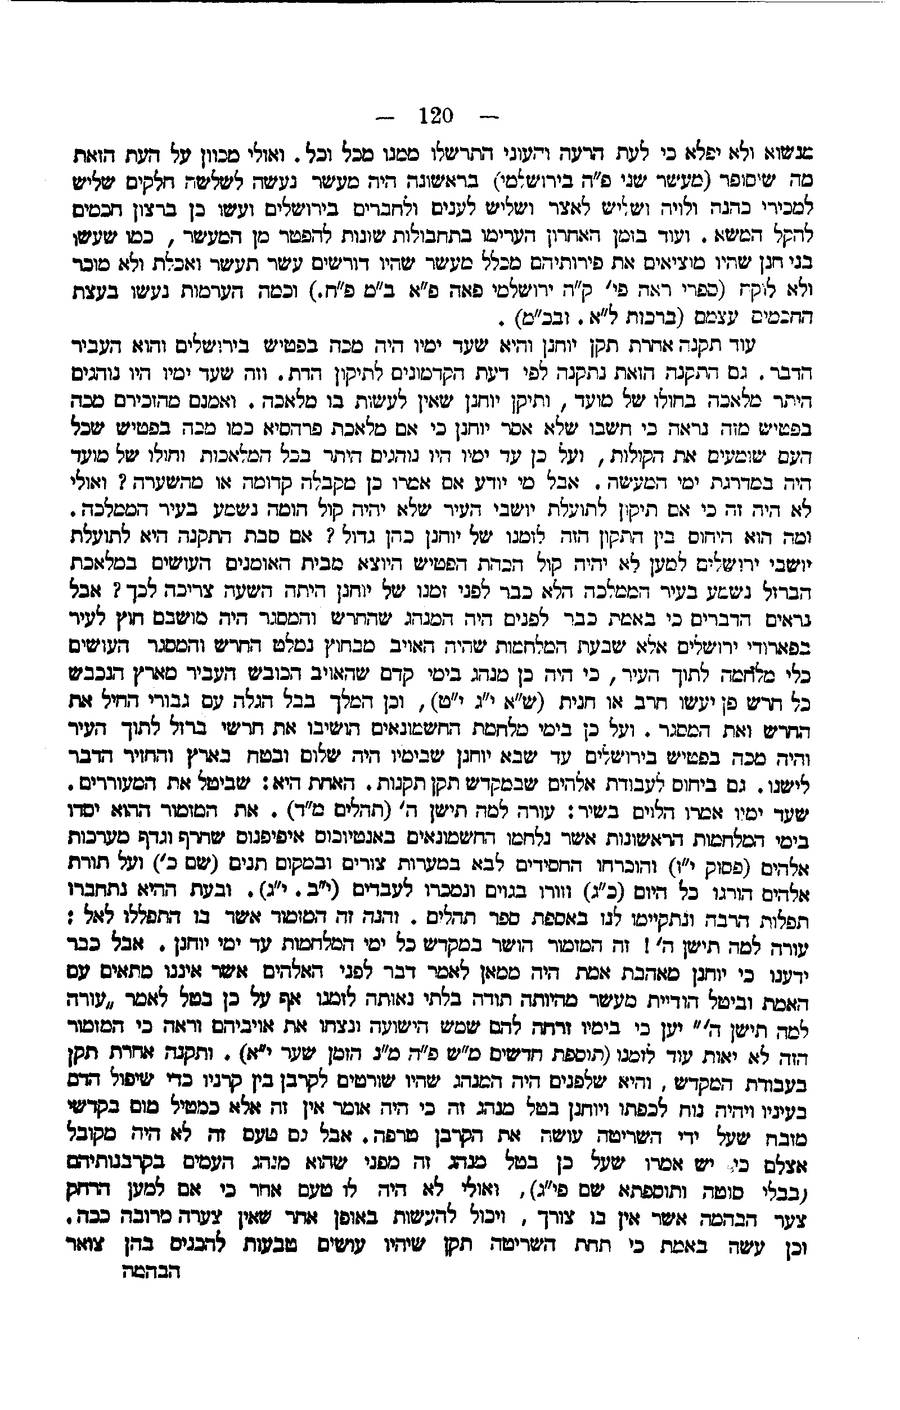 — 120 —
מנשוא ולא יפלא כי לעת הרעה והעוני התרשלו ממנו מכל וכל. ואולי מכוון על העת הזאת
מה שיסופר (מעשר שני פ"ה בירושלמי) בראשונה היה מעשר נעשה לשלשה חלקים שליש
למכירי כהנה ולויה ושליש לאצר ושליש לענים ולחברים בירושלים ועשו כן ברצון חכמים
להקל המשא. ועוד בזמן האחרון הערימו בתחבולות שונות להפטר מן המעשר, כמו שעשו
בני חנן שהיו מוציאים את פירותיהם מכלל מעשר שהיו דורשים עשר תעשר ואכלת ולא מוכר
ולא לוקח (ספרי ראה פי' ק"ה ירושלמי פאה פ"א ב"מ פ"ח.) וכמה הערמות נעשו בעצת
החכמים עצמם (ברכות ל"א. ובכ"מ).
עוד תקנה אחרת תקן יוחנן והיא שעד ימיו היה מכה בפטיש בירושלים והוא העביר
הדבר. גם התקנה הזאת נתקנה לפי דעת הקדמונים לתיקון הדת. וזה שעד ימיו היו נוהגים
היתר מלאכה בחולו של מועד, ותיקן יוחנן שאין לעשות בו מלאכה. ואמנם מהזכירם מכה
בפטיש מזה נראה כי חשבו שלא אסר יוחנן כי אם מלאכת פרהסיא כמו מכה בפטיש שכל
העם שומעים את הקולות, ועל כן עד ימיו היו נוהגים היתר בכל המלאכות וחולו של מועד
היה במדרגת ימי המעשה. אבל מי יודע אם אמרו כן מקבלה קדומה או מהשערה? ואולי
לא היה זה כי אם תיקון לתועלת יושבי העיר שלא יהיה קול הומה נשמע בעיר הממלכה.
ומה הוא היחוס בין התקון הזה לזמנו של יוחנן כהן גדול? אם סבת התקנה היא לתועלת
יושבי ירושלים למען לא יהיה קול הכהת הפטיש היוצא מבית האומנים העושים במלאכת
הברזל נשמע בעיר הממלכה הלא כבר לפני זמנו של יוחנן היתה השעה צריכה לכך? אבל
נראים הדברים כי באמת כבר לפנים היה המנהג שהחרש והמסגר היה מושבם חוץ לעיר
בפארודי ירושלים אלא שבעת המלחמות שהיה האויב מבחוץ נמלט החרש והמסגר העושים
כלי מלחמה לתוך העיר, כי היה כן מנהג בימי קדם שהאויב הכובש העביר מארץ הנכבש
כל חרש פן יעשו חרב או חנית (ש"א י"ג י"ט), וכן המלך בבל הגלה עם גבורי החיל את
החרש ואת המסגר. ועל כן בימי מלחמת החשמונאים הושיבו את חרשי ברזל לתוך העיר
והיה מכה בפטיש בירושלים עד שבא יוחנן שבימיו היה שלום ובטח בארץ והחזיר הדבר
לישנו. גם ביחוס לעבודת אלהים שבמקדש תקן תקנות. האחת היא: שביטל את המעוררים.
שעד ימיו אמרו הלוים בשיר: עורה למה תישן ה' (תהלים מ"ד). את המזמור ההוא יסדו
בימי המלחמות הראשונות אשר נלחמו החשמונאים באנטיוכוס איפיפנוס שחרף וגדף מערכות
אלהים (פסוק י"ז) והוכרחו החסידים לבא במערות צורים ובמקום תנים (שם כ') ועל תורת
אלהים הורגו כל היום (כ"ג) וזורו בגוים ונמכרו לעבדים (י"ב. י"ג). ובעת ההיא נתחברו
תפלות הרבה ונתקיימו לנו באספת ספר תהלים. והנה זה המזמור אשר בו התפללו לאל:
עורה למה תישן ה'! זה המזמור הושר במקדש כל ימי המלחמות עד ימי יוחנן. אבל כבר
ידענו כי יוחנן מאהבת אמת היה ממאן לאמר דבר לפני האלהים אשר איננו מתאים עם
האמת וביטל הודיית מעשר מהיותה תודה בלתי נאותה לזמנו אף על כן בטל לאמר „עורה
למה תישן ה'" יען כי בימיו זרחה להם שמש הישועה ונצחו את אויביהם וראה כי המזמור
הזה לא יאות עוד לזמנו (תוספת חדשים מ"ש פ"ה מ"נ הזמן שער י"א). ותקנה אחרת תקן
בעבודת המקדש, והיא שלפנים היה המנהג שהיו שורטים לקרבן בין קרניו כדי שיפול הדם
בעיניו ויהיה נוח לכפתו ויוחנן בטל מנהג זה כי היה אומר אין זה אלא כמטיל מום בקדשי
מזבח שעל ידי השריטה עושה את הקרבן טרפה. אבל גם טעם זה לא היה מקובל
אצלם כי יש אמרו שעל כן בטל מנהג זה מפני שהוא מנהג העמים בקרבנותיהם
(בבלי סוטה ותוספתא שם פי"ג), ואולי לא היה לו טעם אחר כי אם למען הרחק
צער הבהמה אשר אין בו צורך, ויכול להעשות באופן אחר שאין צערה מרובה ככה.
וכן עשה באמת כי תחת השריטה תקן שיהיו עושים טבעות להכנים בהן צואר
הבהמה